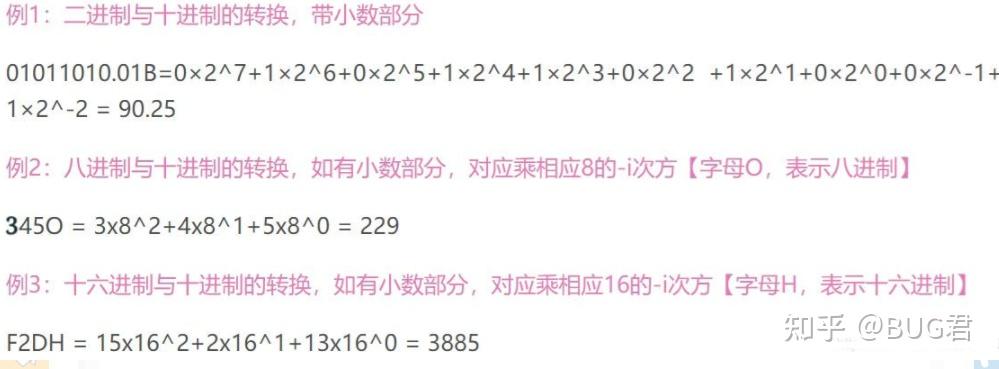 例1：二进制与十进制的转换，带小数部分
01011010.01B=0×2^7+1×2^6+0×2^5+1×2^4+1×2^3+0×2^2 +1×2^1+0×2^0+0×2^-1+
1×2^-2 = 90.25
例2：八进制与十进制的转换，如有小数部分，对应乘相应8的-i次方【字母O，表示八进制】
345O = 3x8^2+4x8^1+5x8^0 = 229
例3：十六进制与十进制的转换，如有小数部分，对应乘相应16的-i次方【字母H，表示十六进制】
F2DH = 15x16^2+2x16^1+13x16^0 = 3885
知乎 @BUG君